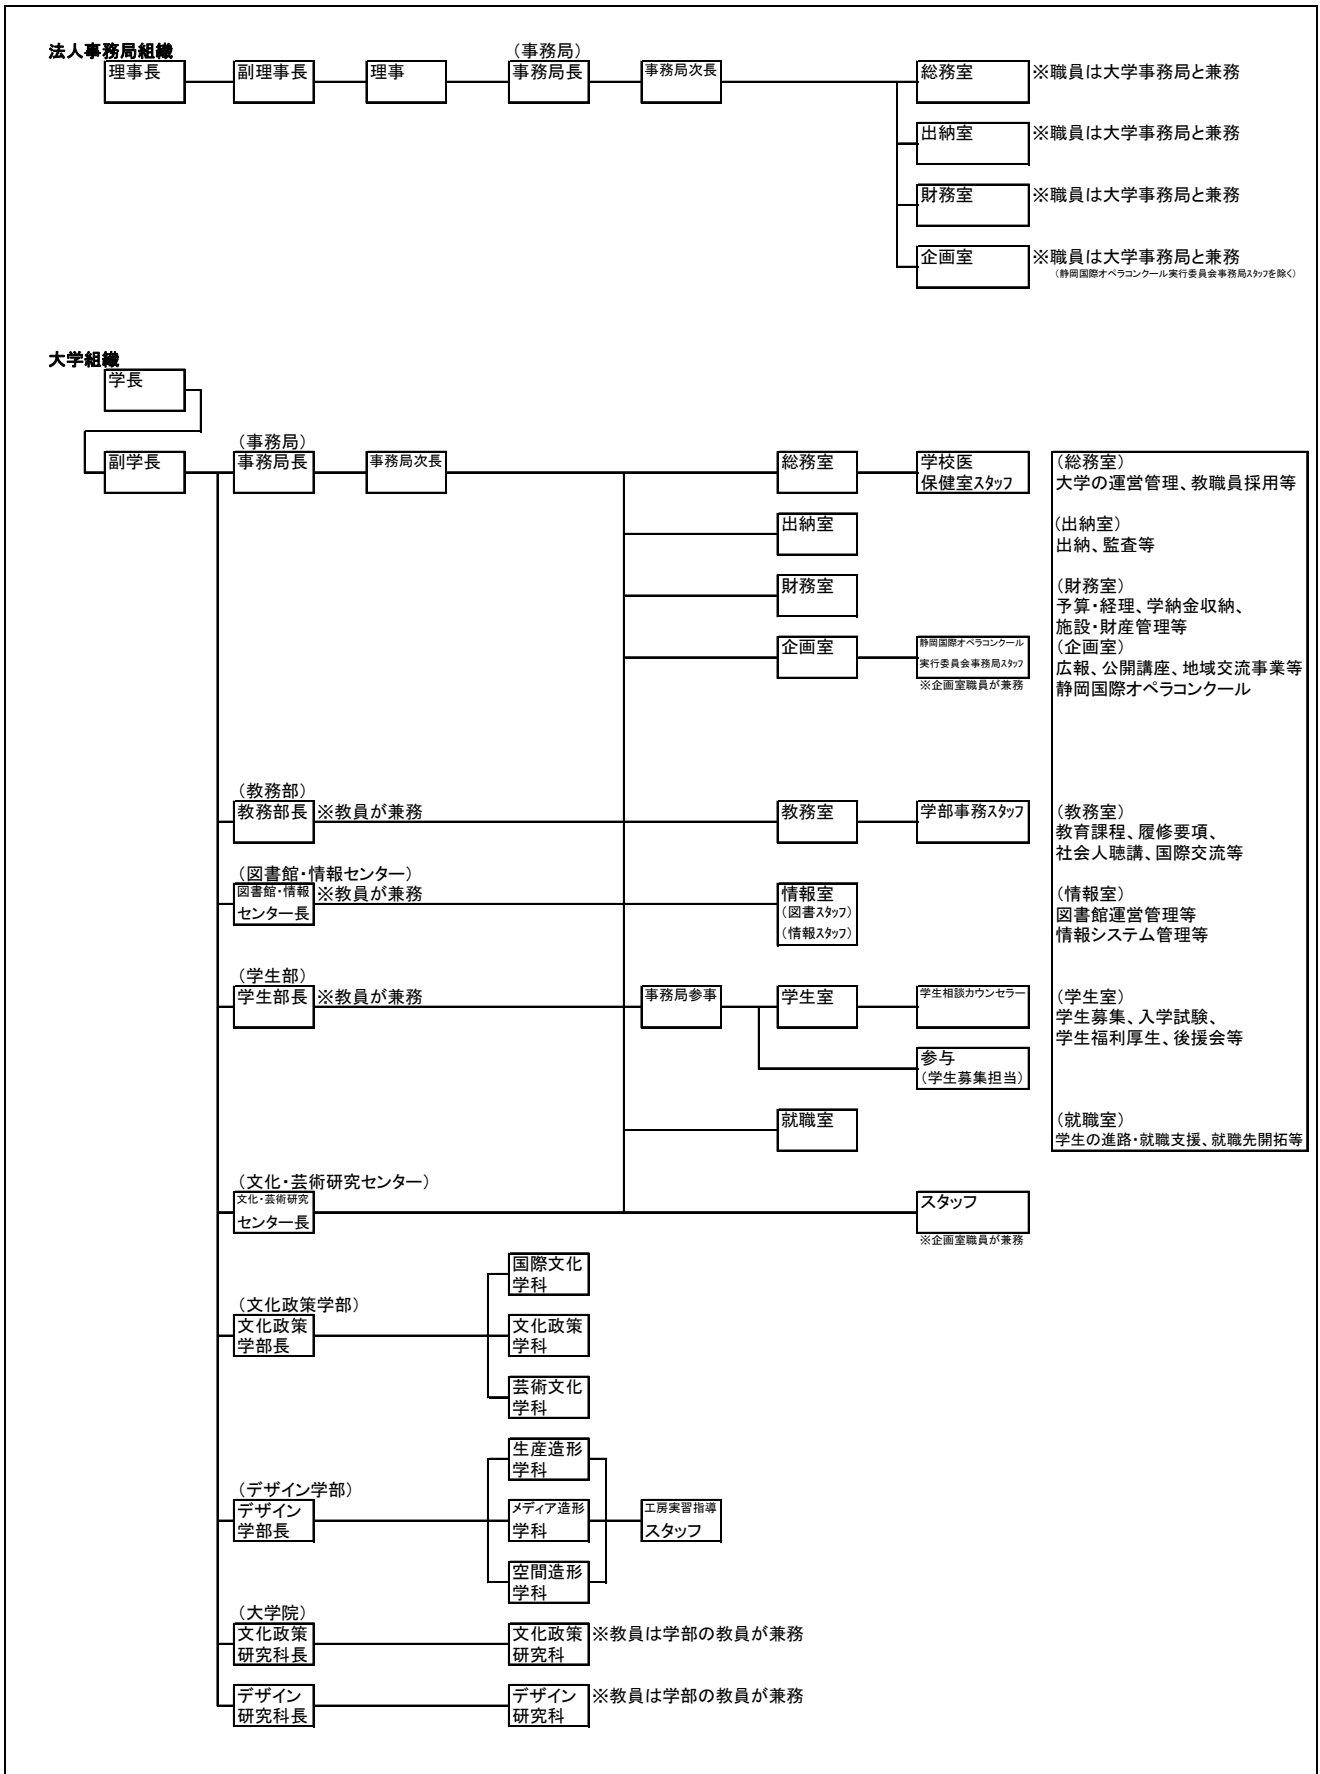 法人事務局組織
（事務局）
理事長
副理事長
理事
事務局長
事務局次長
総務室
※職員は大学事務局と兼務
出納室
※職員は大学事務局と兼務
財務室
※職員は大学事務局と兼務
企画室
※職員は大学事務局と兼務
（静岡国際オペラコンクール実行委員会事務局スタッフを除く）
大学組織
学長
（事務局）
副学長
事務局長
事務局次長
総務室
学校医
保健室スタッフ
（総務室）
大学の運営管理、教職員採用等
出納室
（出納室）
出納、監査等
財務室
（財務室）
予算・経理、学納金収納、
施設・財産管理等
企画室
静岡国際オペラコンクール
実行委員会事務局スタッフ
※企画室職員が兼務
（企画室）
広報、公開講座、地域交流事業等
静岡国際オペラコンクール
（教務部）
教務部長
※教員が兼務
教務室
学部事務スタッフ
（教務室）
教育課程、履修要項、
社会人聴講、国際交流等
（図書館・情報センター）
図書館・情報
センター長
※教員が兼務
情報室
（図書スタッフ）
（情報スタッフ）
（情報室）
図書館運営管理等
情報システム管理等
（学生部）
学生部長
※教員が兼務
事務局参事
学生室
学生相談カウンセラー
（学生室）
学生募集、入学試験、
学生福利厚生、後援会等
参与
（学生募集担当）
就職室
（就職室）
学生の進路・就職支援、就職先開拓等
（文化・芸術研究センター）
文化・芸術研究
センター長
スタッフ
※企画室職員が兼務
国際文化
学科
（文化政策学部）
文化政策
学部長
文化政策
学科
芸術文化
学科
生産造形
学科
（デザイン学部）
デザイン
学部長
メディア造形
学科
工房実習指導
スタッフ
空間造形
学科
（大学院）
文化政策
研究科長
文化政策
研究科
※教員は学部の教員が兼務
デザイン
研究科長
デザイン
研究科
※教員は学部の教員が兼務